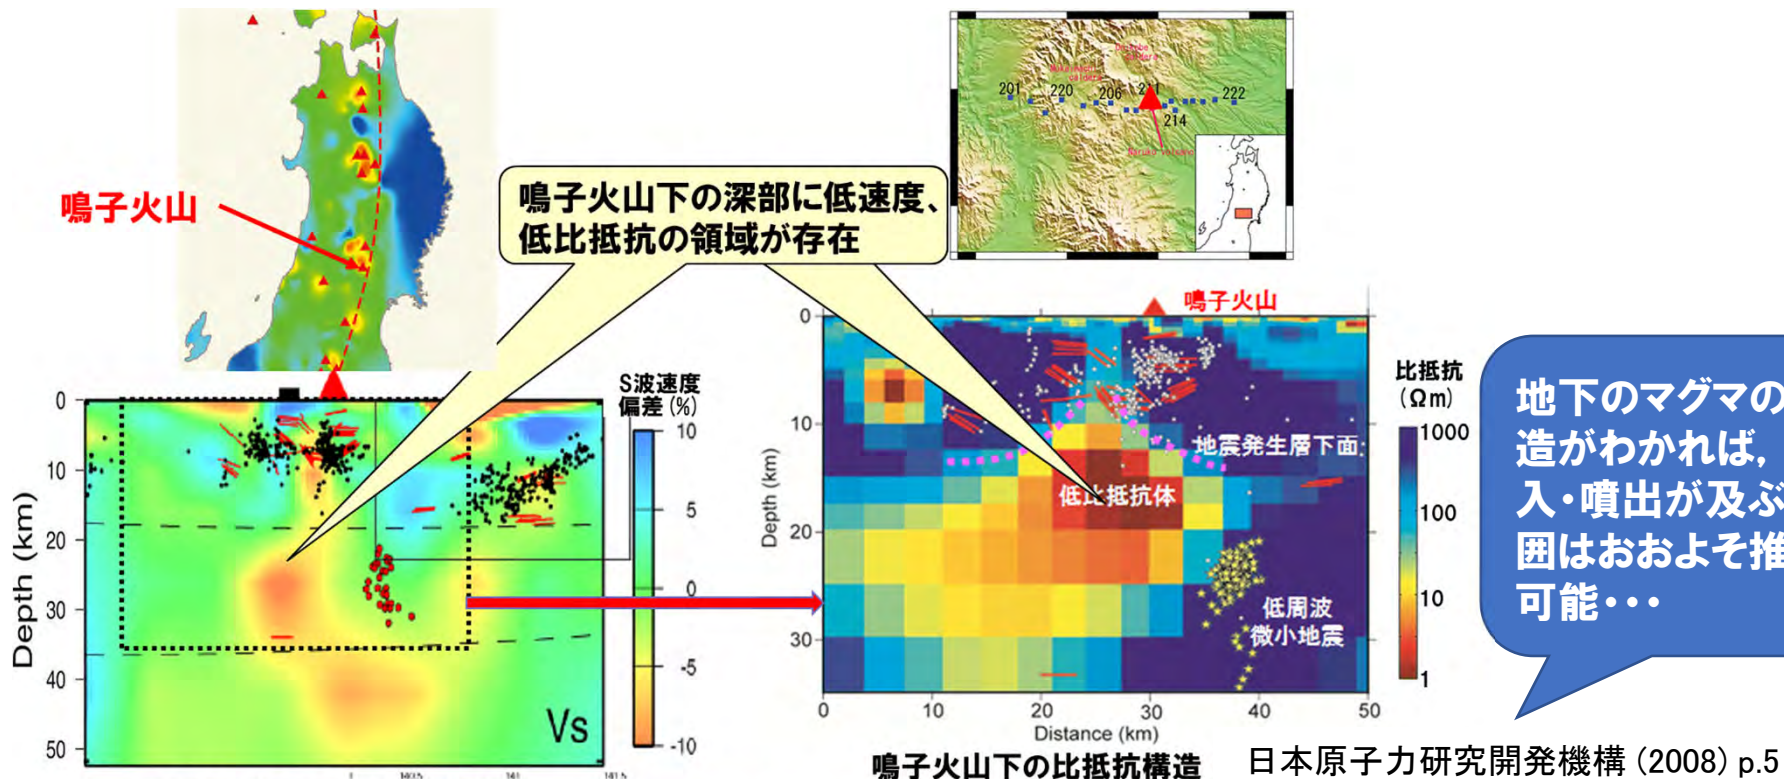 鳴子火山
鳴子火山下の深部に低速度、
低比抵抗の領域が存在
201
220
206
211
214
222
Naruko volcano
S波速度
偏差(%)
10
5
0
-5
-10
Depth (km)
0
10
20
30
40
50
Vs
140.5
141
141.5
鳴子火山
Depth (km)
0
10
20
30
地震発生層下面
低比抵抗体
低周波
微小地震
0
10
20
30
40
50
Distance (km)
鳴子火山下の比抵抗構造
比抵抗
(Ωm)
1000
100
10
1
地下のマグマの
造がわかれば,
入・噴出が及ぶ
囲はおおよそ推
可能・・・
日本原子力研究開発機構 (2008) p.5